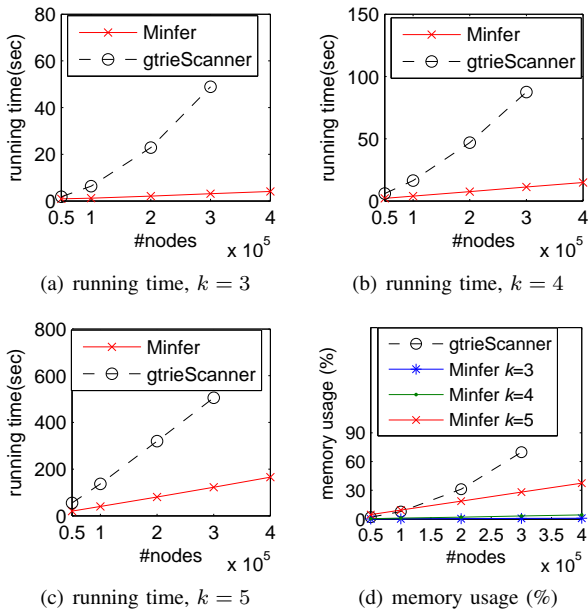 80
60
40
20
0
running time(sec)
Minfer
gtrieScanner
0.5 1 2 3 4
#nodes
x 10^5
(a) running time, k = 3
150
100
50
0
running time(sec)
Minfer
gtrieScanner
0.5 1 2 3 4
#nodes
x 10^5
(b) running time, k = 4
800
600
400
200
0
running time(sec)
Minfer
gtrieScanner
0.5 1 2 3 4
#nodes
x 10^5
(c) running time, k = 5
90
60
30
0
memory usage (%)
gtrieScanner
Minfer k=3
Minfer k=4
Minfer k=5
0.5 1 1.5 2 2.5 3 3.5 4
#nodes
x 10^5
(d) memory usage (%)